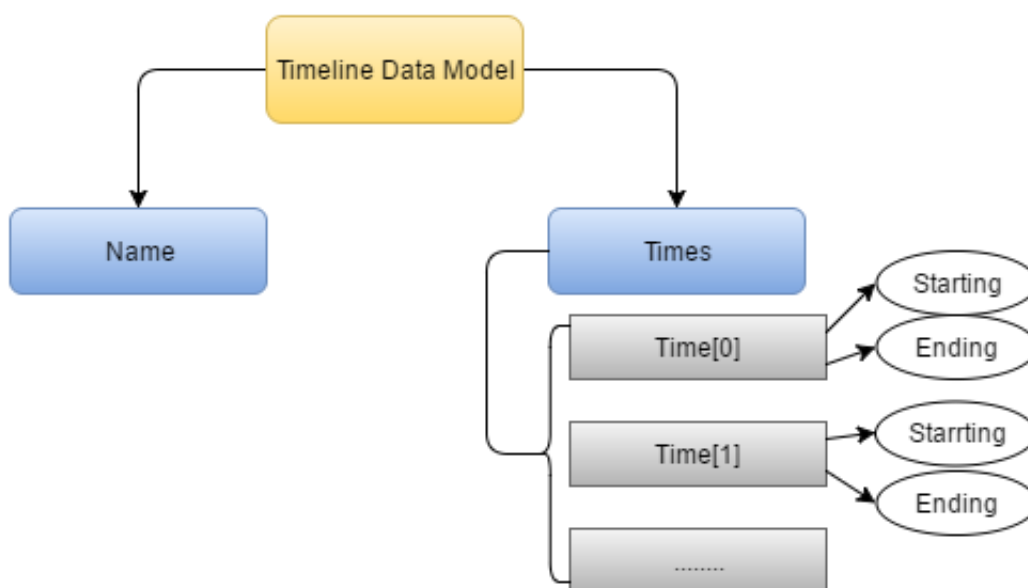 Timeline Data Model
Name
Times
Starting
Time[0]
Ending
Starrting
Time[1]
Ending
........